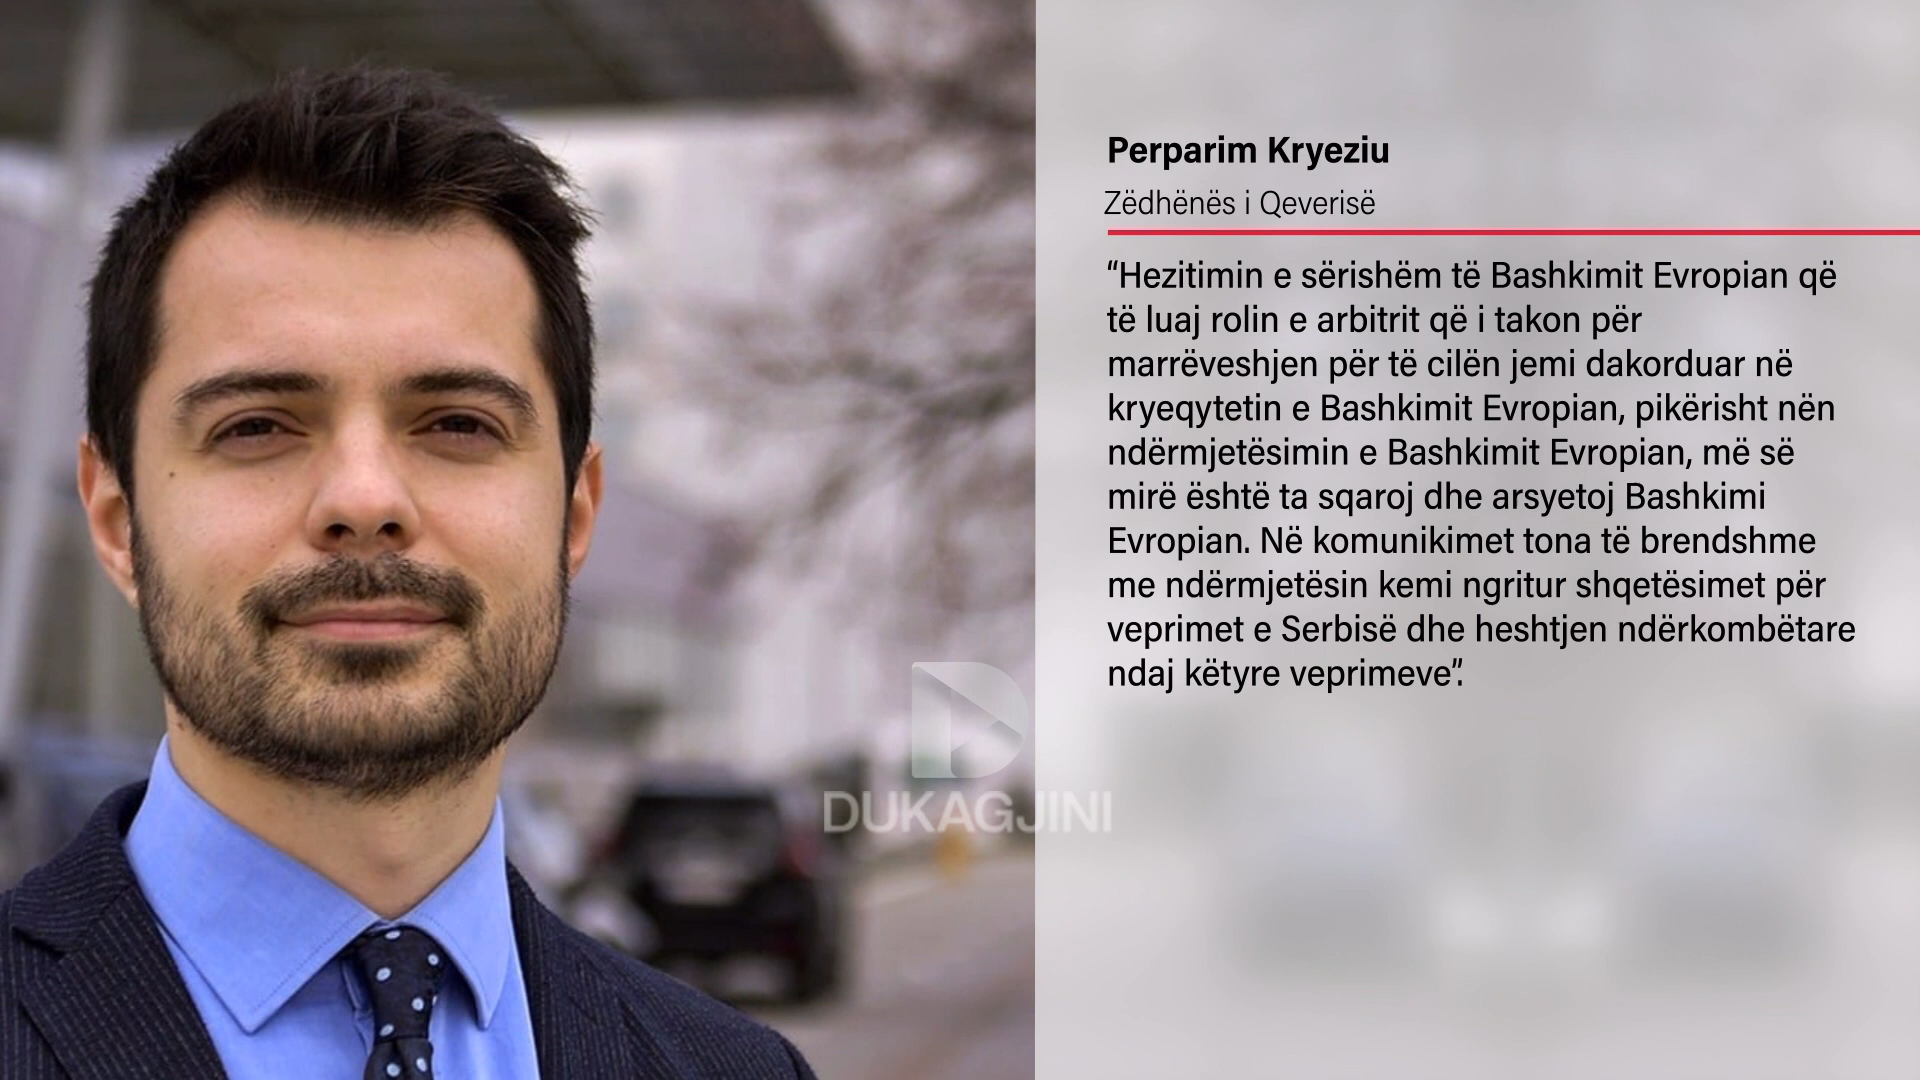 Perparim Kryeziu
Zëdhënës i Qeverisë
“Hezitimin e sërishëm të Bashkimit Evropian që
të luaj rolin e arbitrit që i takon për
marrëveshjen për të cilën jemi dakorduar në
kryeqytetin e Bashkimit Evropian, pikërisht nën
ndërmjetësimin e Bashkimit Evropian, më së
mirë është ta sqaroj dhe arsyetoj Bashkimi
Evropian. Në komunikimet tona të brendshme
me ndërmjetësin kemi ngritur shqetësimet për
veprimet e Serbisë dhe heshtjen ndërkombëtare
ndaj këtyre veprimeve”.
DUKAGJINI